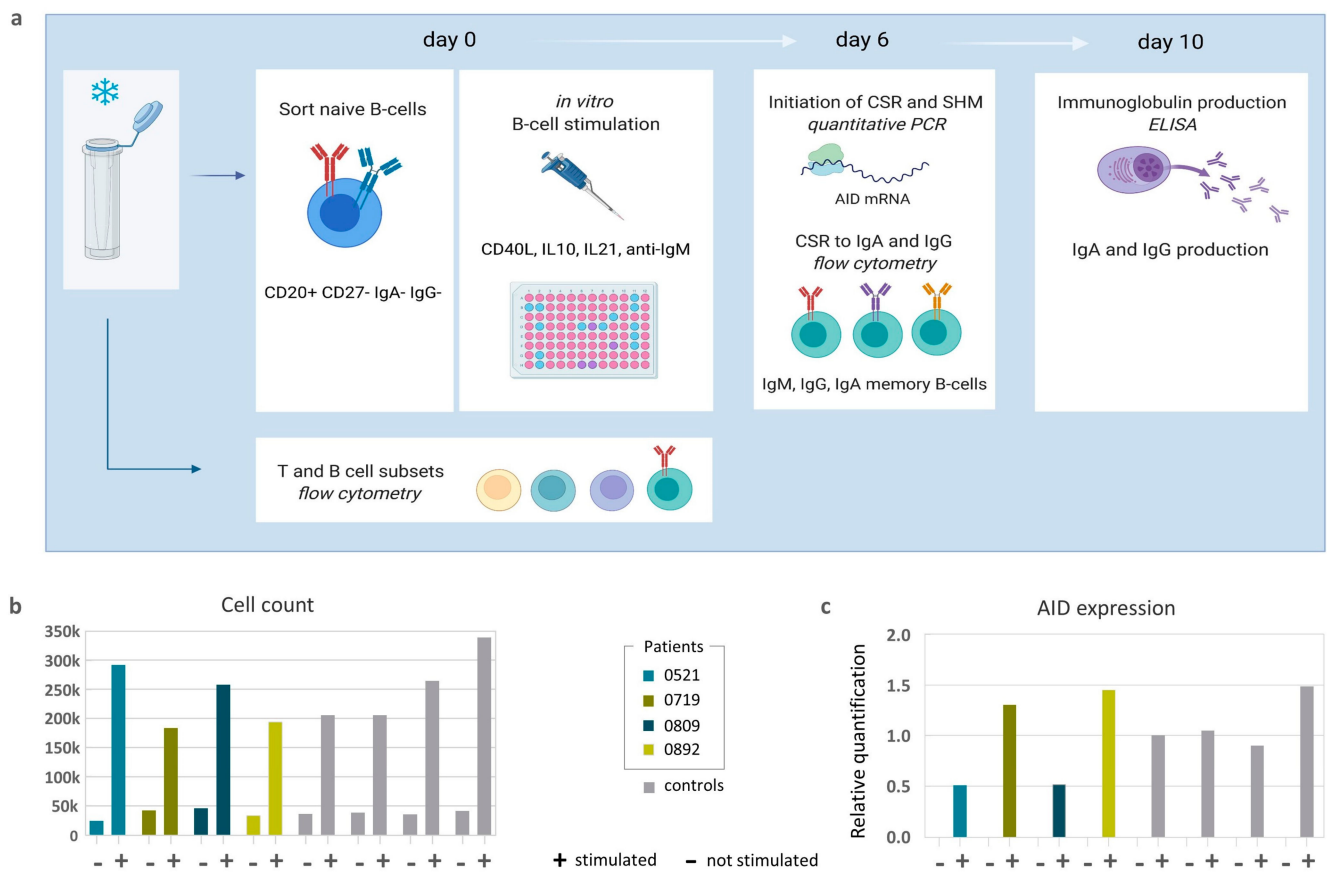 a
day 0
day 6
day 10
Sort naive B-cells
CD20+ CD27- IgA- IgG-
in vitro
B-cell stimulation
CD40L, IL10, IL21, anti-IgM
Initiation of CSR and SHM
quantitative PCR
AID mRNA
CSR to IgA and IgG
flow cytometry
IgM, IgG, IgA memory B-cells
Immunoglobulin production
ELISA
IgA and IgG production
T and B cell subsets
flow cytometry
b
Cell count
350k
300k
250k
200k
150k
100k
50k
0
- + - + - + - + - + - + - + - +
Patients
0521
0719
0809
0892
controls
+ stimulated - not stimulated
c
AID expression
Relative quantification
2.0
1.5
1.0
0.5
0.0
- + - + - + - + - + - + - + - +